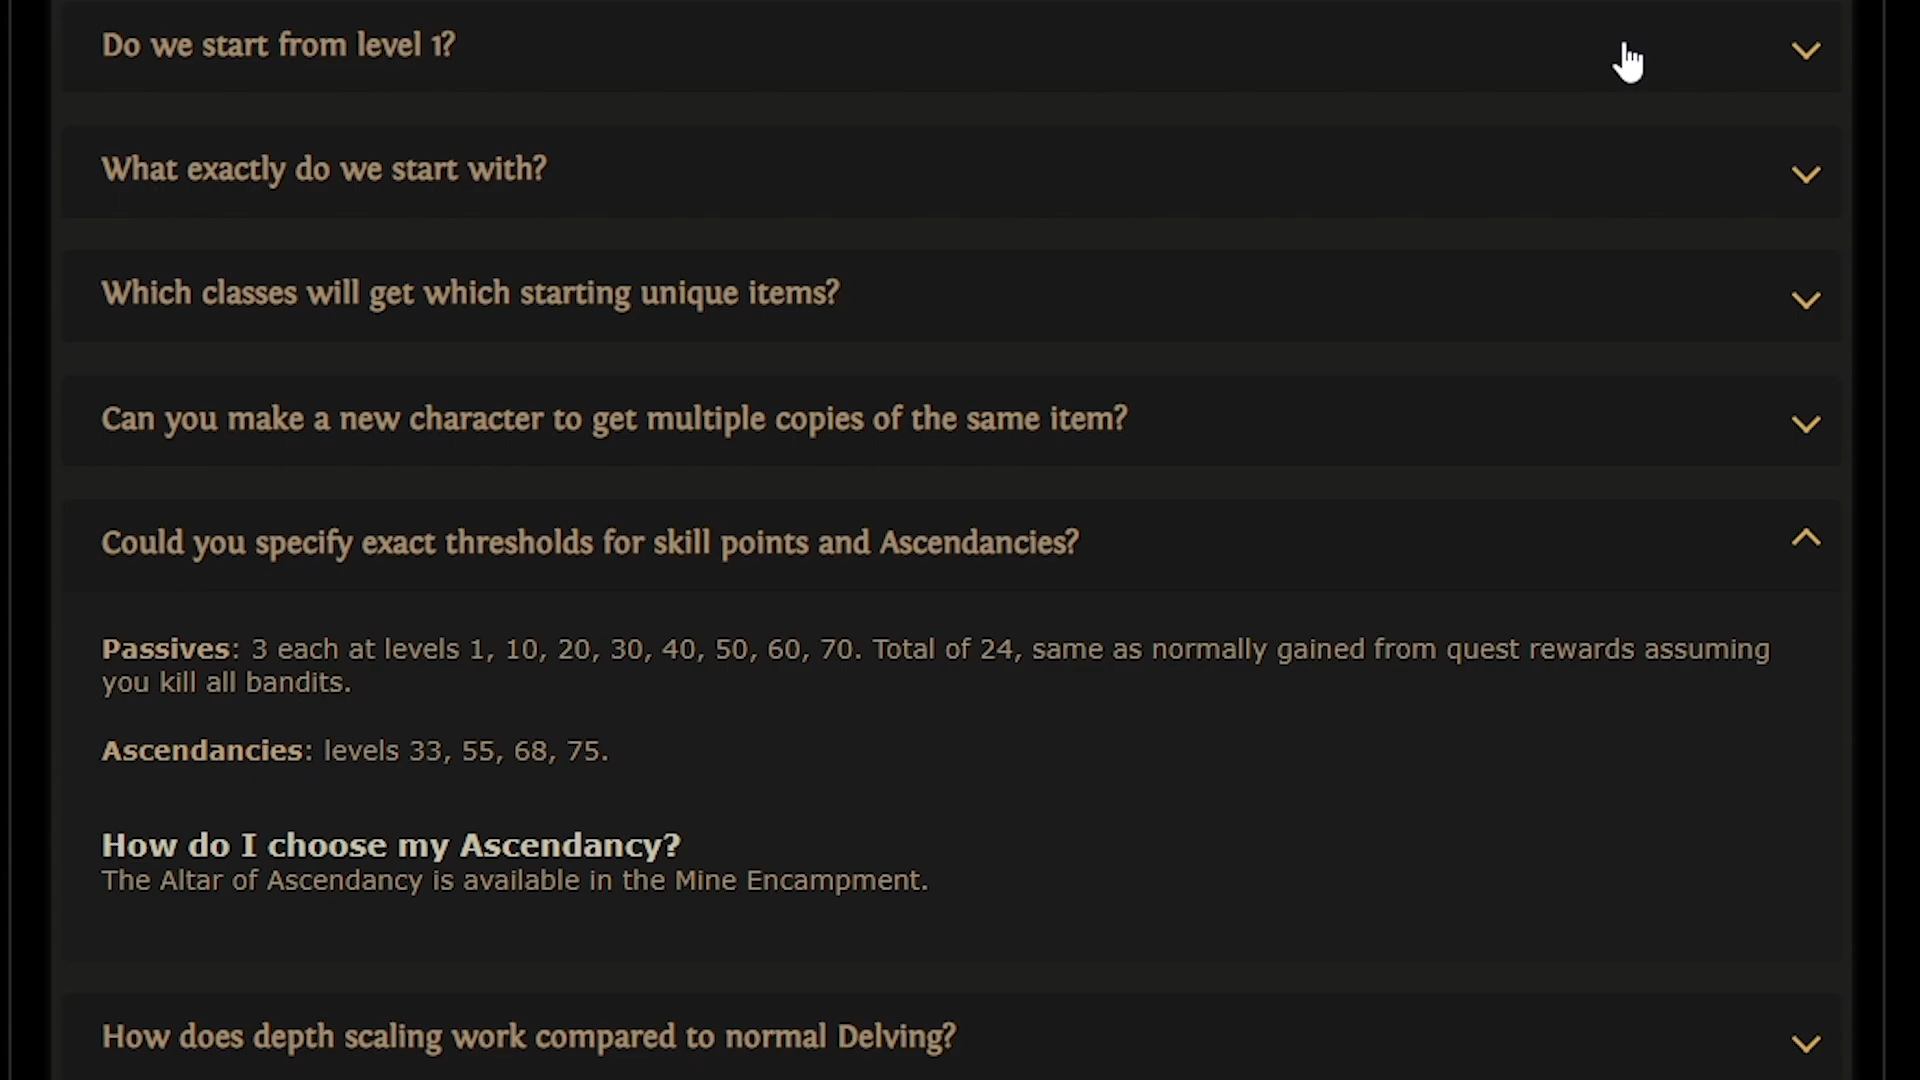 Do we start from level 1?
What exactly do we start with?
Which classes will get which starting unique items?
Can you make a new character to get multiple copies of the same item?
Could you specify exact thresholds for skill points and Ascendancies?
Passives: 3 each at levels 1, 10, 20, 30, 40, 50, 60, 70. Total of 24, same as normally gained from quest rewards assuming
you kill all bandits.
Ascendancies: levels 33, 55, 68, 75.
How do I choose my Ascendancy?
The Altar of Ascendancy is available in the Mine Encampment.
How does depth scaling work compared to normal Delving?